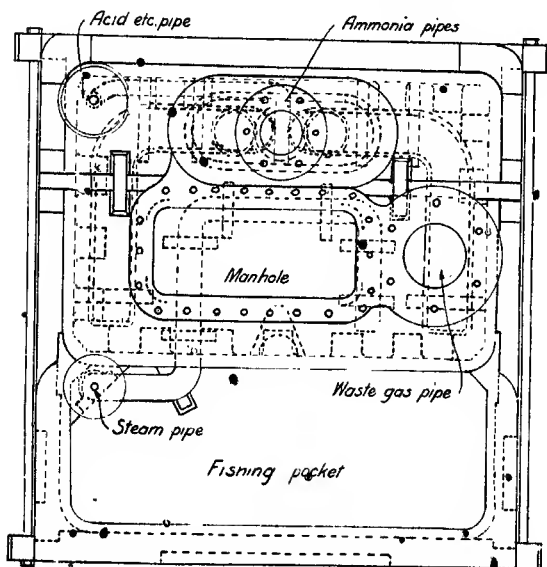 Acid etc. pipe
Ammonia pipes
Manhole
Waste gas pipe
Steam pipe
Fishing pocket